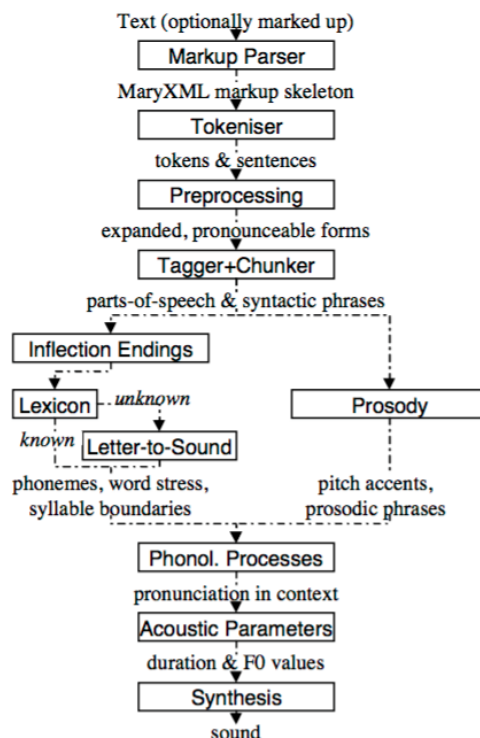 Text (optionally marked up)
Markup Parser
MaryXML markup skeleton
Tokeniser
tokens & sentences
Preprocessing
expanded, pronounceable forms
Tagger+Chunker
parts-of-speech & syntactic phrases
Inflection Endings
Lexicon
unknown
Prosody
known
Letter-to-Sound
phonemes, word stress,
syllable boundaries
pitch accents,
prosodic phrases
Phonol. Processes
pronunciation in context
Acoustic Parameters
duration & F0 values
Synthesis
sound